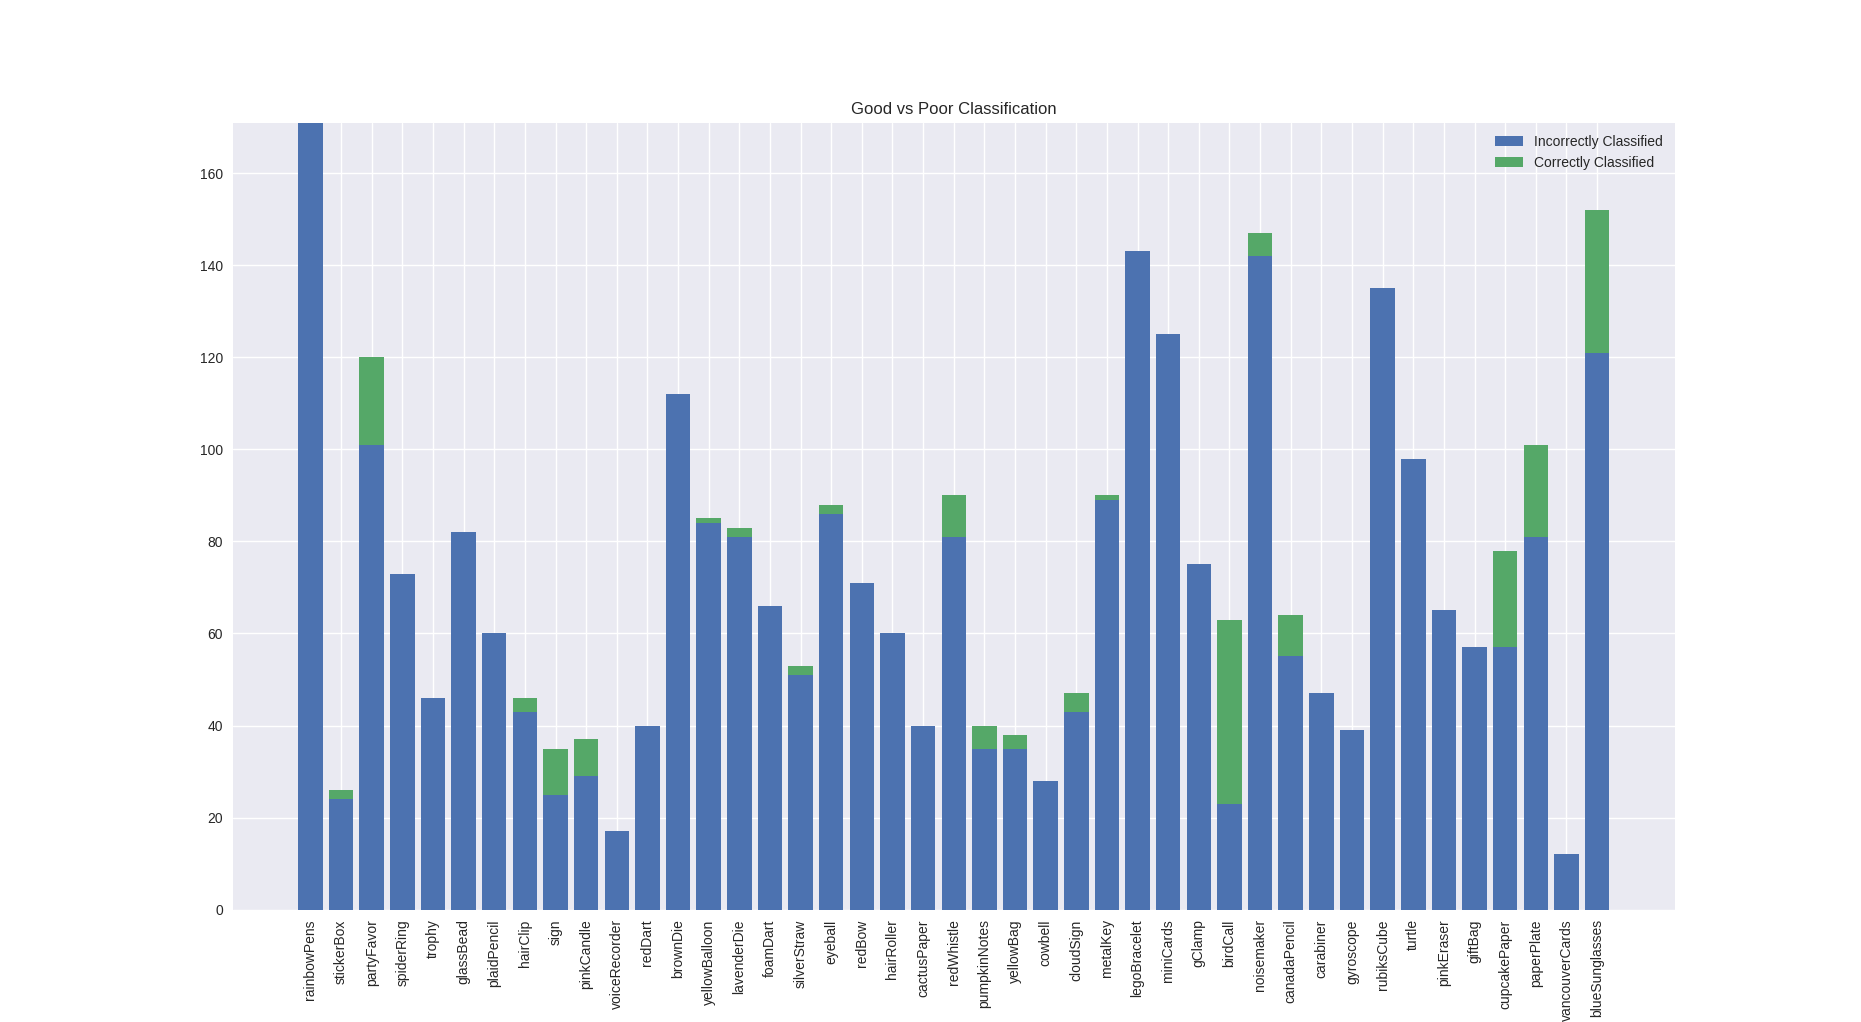 Good vs Poor Classification
Incorrectly Classified
Correctly Classified
160
140
120
100
80
60
40
20
0
rainbowPens
stickerBox
partyFavor
spiderRing
trophy
glassBead
plaidPencil
hairClip
sign
pinkCandle
voiceRecorder
redDart
brownDie
yellowBalloon
lavenderDie
foamDart
silverStraw
eyeball
redBow
hairRoller
cactusPaper
redWhistle
pumpkinNotes
yellowBag
cowbell
cloudSign
metalKey
legoBracelet
miniCards
gClamp
birdCall
noisemaker
canadaPencil
carabiner
gyroscope
rubiksCube
turtle
pinkEraser
giftBag
cupcakePaper
paperPlate
vancouverCards
blueSunglasses